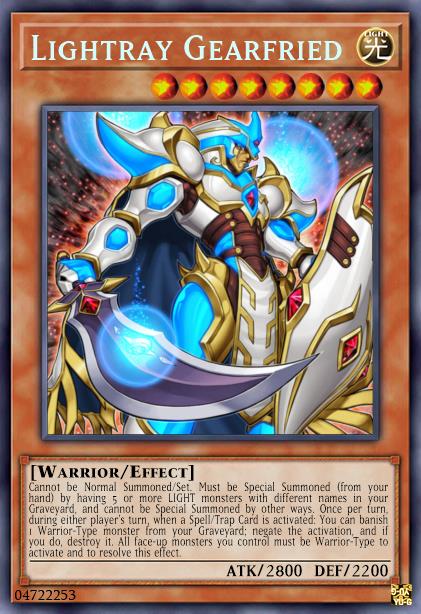 Lightray Gearfried
LIGHT
光
[Warrior/Effect]
Cannot be Normal Summoned/Set. Must be Special Summoned (from your
hand) by having 5 or more LIGHT monsters with different names in your
Graveyard, and cannot be Special Summoned by other ways. Once per turn,
during either player's turn, when a Spell/Trap Card is activated: You can banish
1 Warrior-Type monster from your Graveyard; negate the activation, and if
you do, destroy it. All face-up monsters you control must be Warrior-Type to
activate and to resolve this effect.
ATK/2800 DEF/2200
04722253